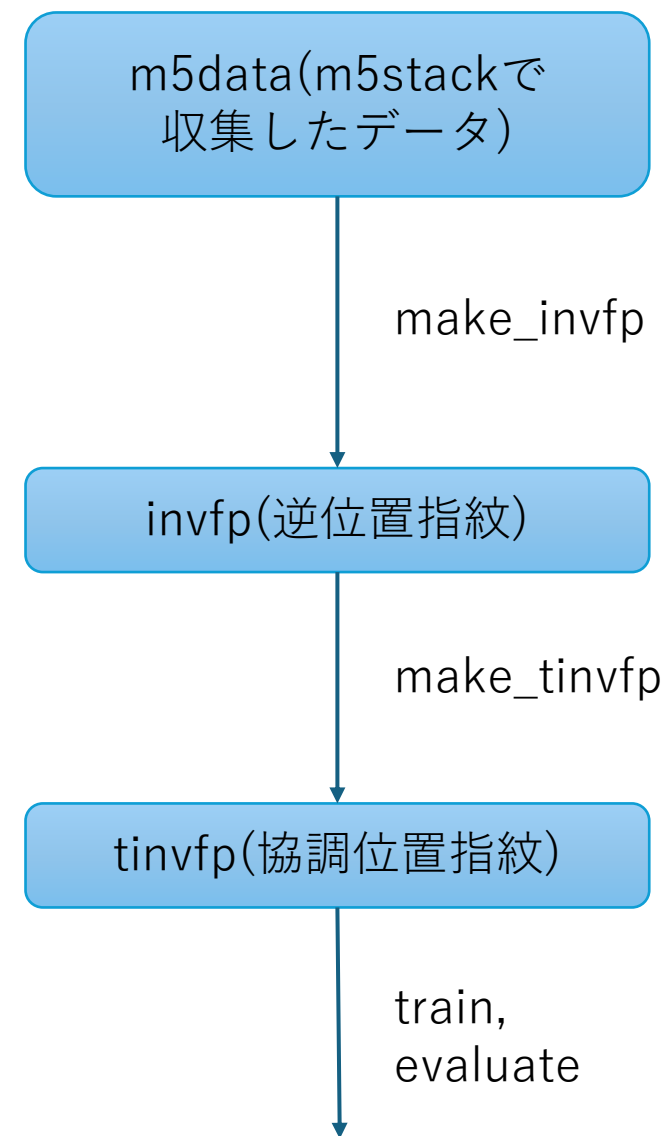 m5data(m5stackで
収集したデータ)
make_invfp
invfp(逆位置指紋)
make_tinvfp
tinvfp(協調位置指紋)
train,
evaluate